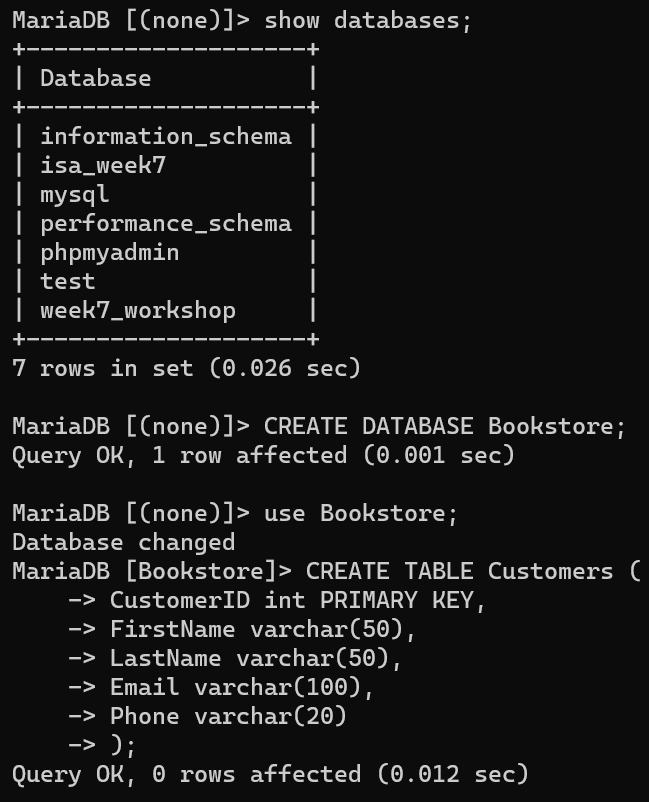 MariaDB [(none)]> show databases;
+--------------------+
| Database           |
+--------------------+
| information_schema |
| isa_week7          |
| mysql              |
| performance_schema |
| phpmyadmin         |
| test               |
| week7_workshop     |
+--------------------+
7 rows in set (0.026 sec)

MariaDB [(none)]> CREATE DATABASE Bookstore;
Query OK, 1 row affected (0.001 sec)

MariaDB [(none)]> use Bookstore;
Database changed
MariaDB [Bookstore]> CREATE TABLE Customers (
    -> CustomerID int PRIMARY KEY,
    -> FirstName varchar(50),
    -> LastName varchar(50),
    -> Email varchar(100),
    -> Phone varchar(20)
    -> );
Query OK, 0 rows affected (0.012 sec)